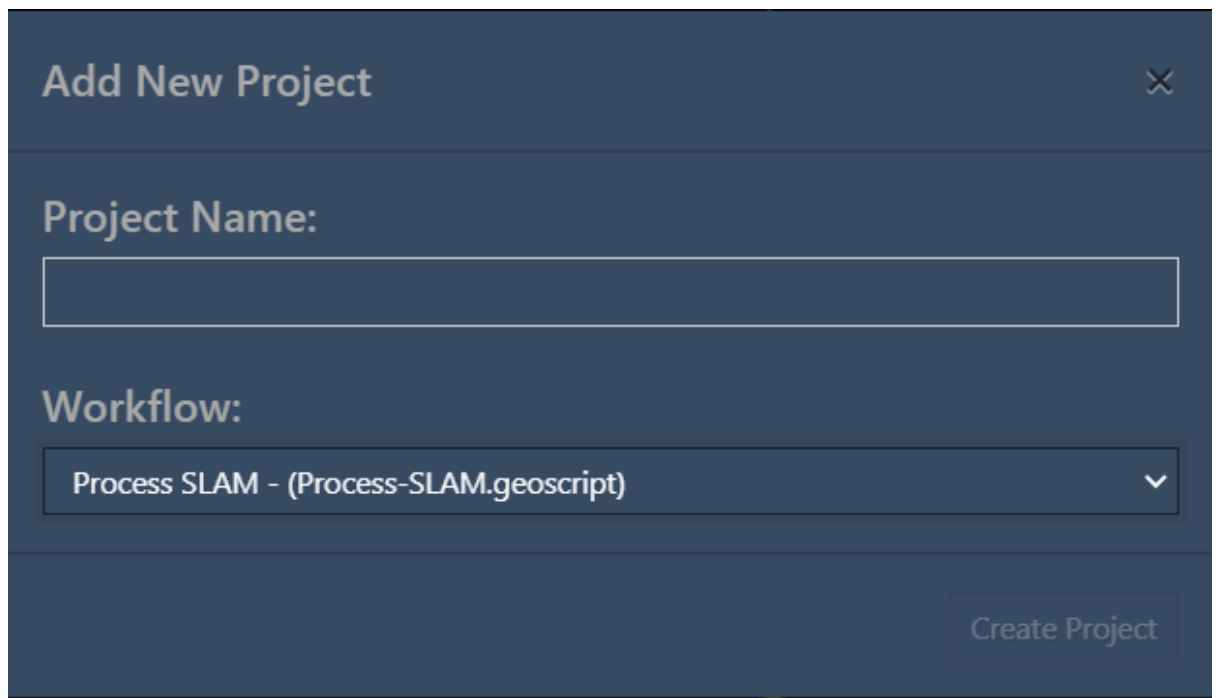 Add New Project
Project Name:
Workflow:
Process SLAM - (Process-SLAM.geoscript)
Create Project